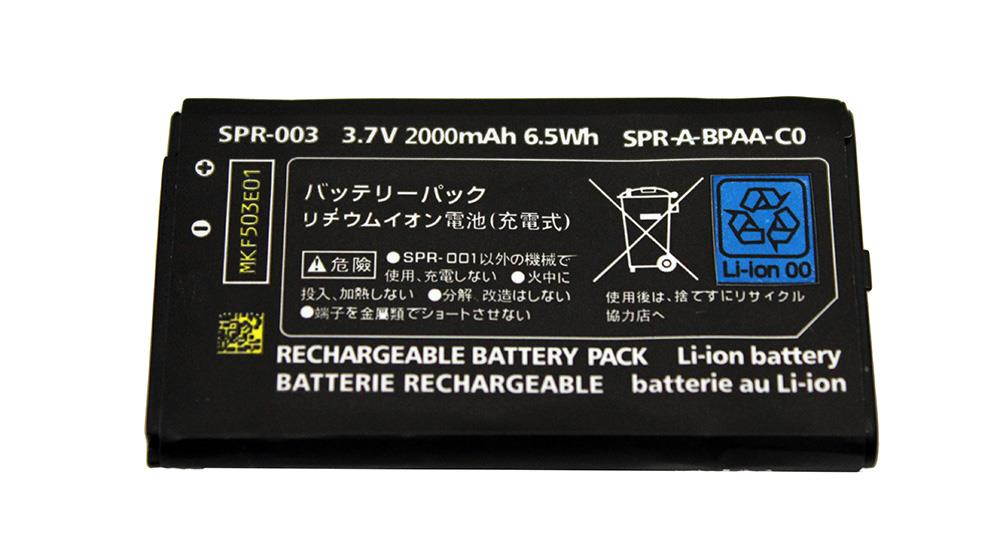 SPR-003 3.7V 2000mAh 6.5Wh SPR-A-BPAA-C0
MKF503E01
バッテリーパック
リチウムイオン電池(充電式)
危險 ●SPR-001以外の機械で
使用、充電しない ●火中に
投入、加熱しない ●分解、改造はしない
●端子を金属類でショートさせない
Li-ion 00
使用後は、捨てずにリサイクル
協力店へ
RECHARGEABLE BATTERY PACK Li-ion battery
BATTERIE RECHARGEABLE batterie au Li-ion